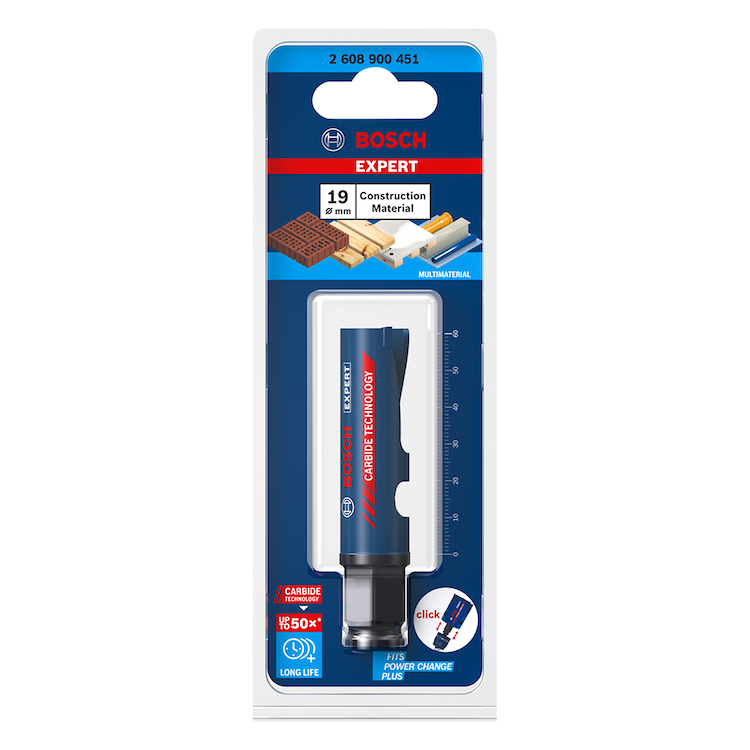 2 608 900 451
BOSCH
EXPERT
19
Ø mm
Construction
Material
MULTIMATERIAL
BOSCH
EXPERT
CARBIDE TECHNOLOGY
60
50
40
30
20
10
0
CARBIDE
TECHNOLOGY
UP
TO 50×*
LONG LIFE
click
FITS
POWER CHANGE
PLUS